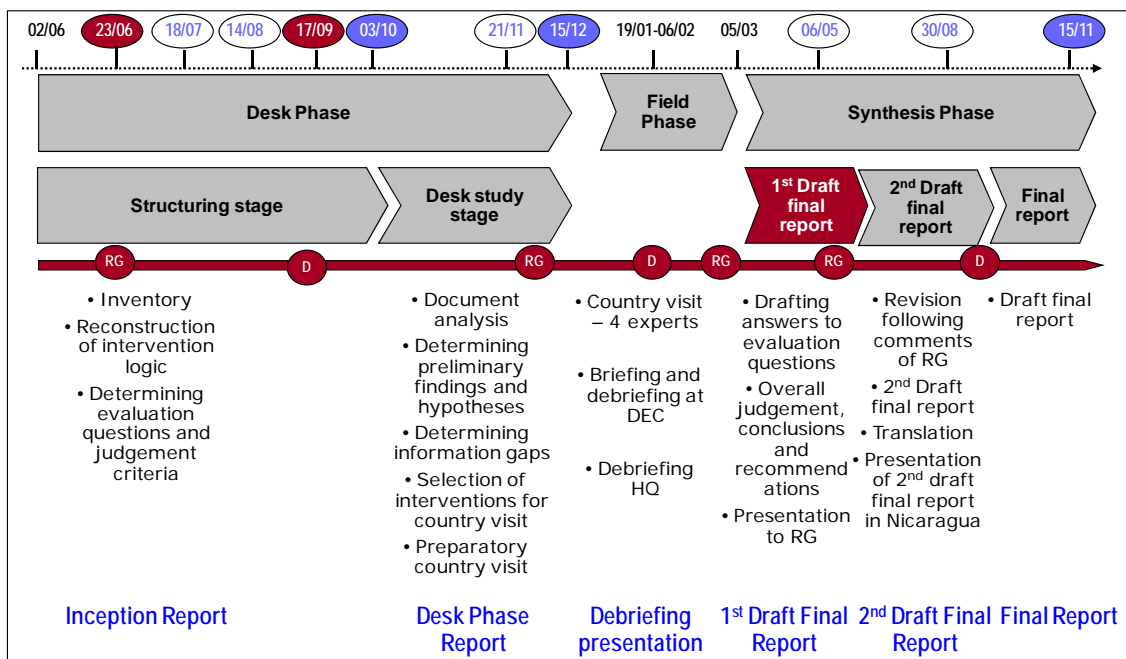 02/06 23/06 18/07 14/08 17/09 03/10 21/11 15/12 19/01-06/02 05/03 06/05 30/08 15/11
Desk Phase
Field
Phase
Synthesis Phase
Structuring stage
Desk study
stage
1st Draft
final
report
2nd Draft
final
report
Final
report
RG D RG D RG RG D
• Inventory
• Reconstruction
of intervention
logic
• Determining
evaluation
questions and
judgement
criteria
• Document
analysis
• Determining
preliminary
findings and
hypotheses
• Determining
information gaps
• Selection of
interventions for
country visit
• Preparatory
country visit
• Country visit
– 4 experts
• Briefing and
debriefing at
DEC
• Debriefing
HQ
• Drafting
answers to
evaluation
questions
• Overall
judgement,
conclusions
and
recommend
ations
• Presentation
to RG
• Revision
following
comments
of RG
• 2nd Draft
final report
• Translation
• Presentation
of 2nd draft
final report
in Nicaragua
• Draft final
report
Inception Report
Desk Phase
Report
Debriefing
presentation
1st Draft Final
Report
2nd Draft Final
Report
Final Report